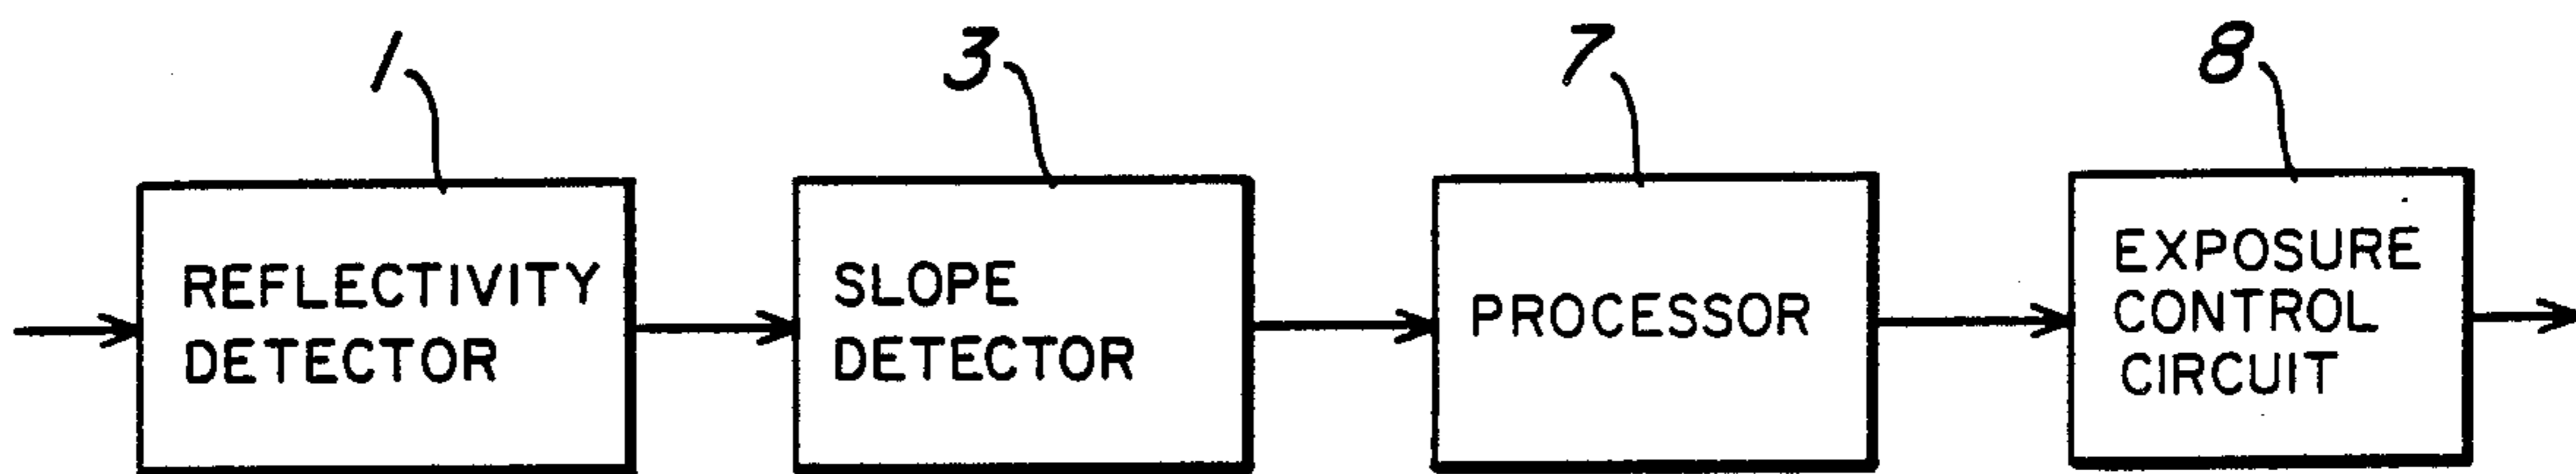 1
3
7
8
REFLECTIVITY
DETECTOR
SLOPE
DETECTOR
PROCESSOR
EXPOSURE
CONTROL
CIRCUIT